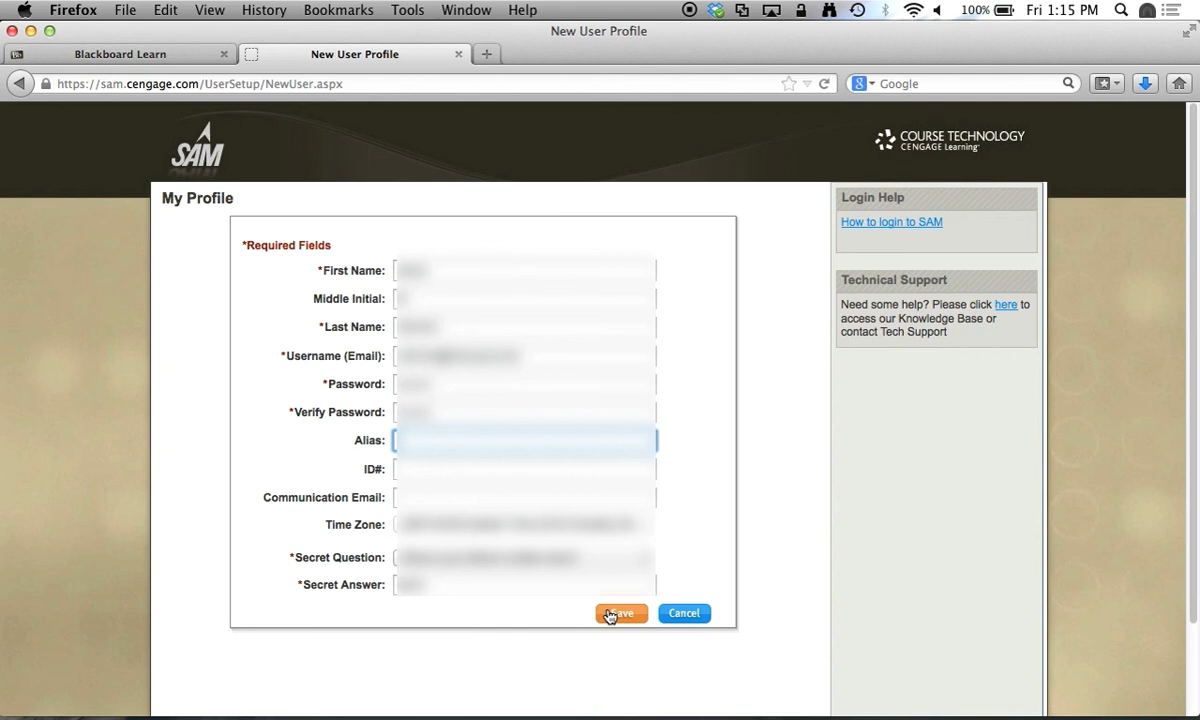 Firefox File Edit View History Bookmarks Tools Window Help 100% Fri 1:15 PM
New User Profile
Blackboard Learn × New User Profile × +
https://sam.cengage.com/UserSetup/NewUser.aspx Google
SAM
COURSE TECHNOLOGY
CENGAGE Learning
My Profile
*Required Fields
*First Name:
Middle Initial:
*Last Name:
*Username (Email):
*Password:
*Verify Password:
Alias:
ID#:
Communication Email:
Time Zone:
*Secret Question:
*Secret Answer:
Save Cancel
Login Help
How to login to SAM
Technical Support
Need some help? Please click here to
access our Knowledge Base or
contact Tech Support